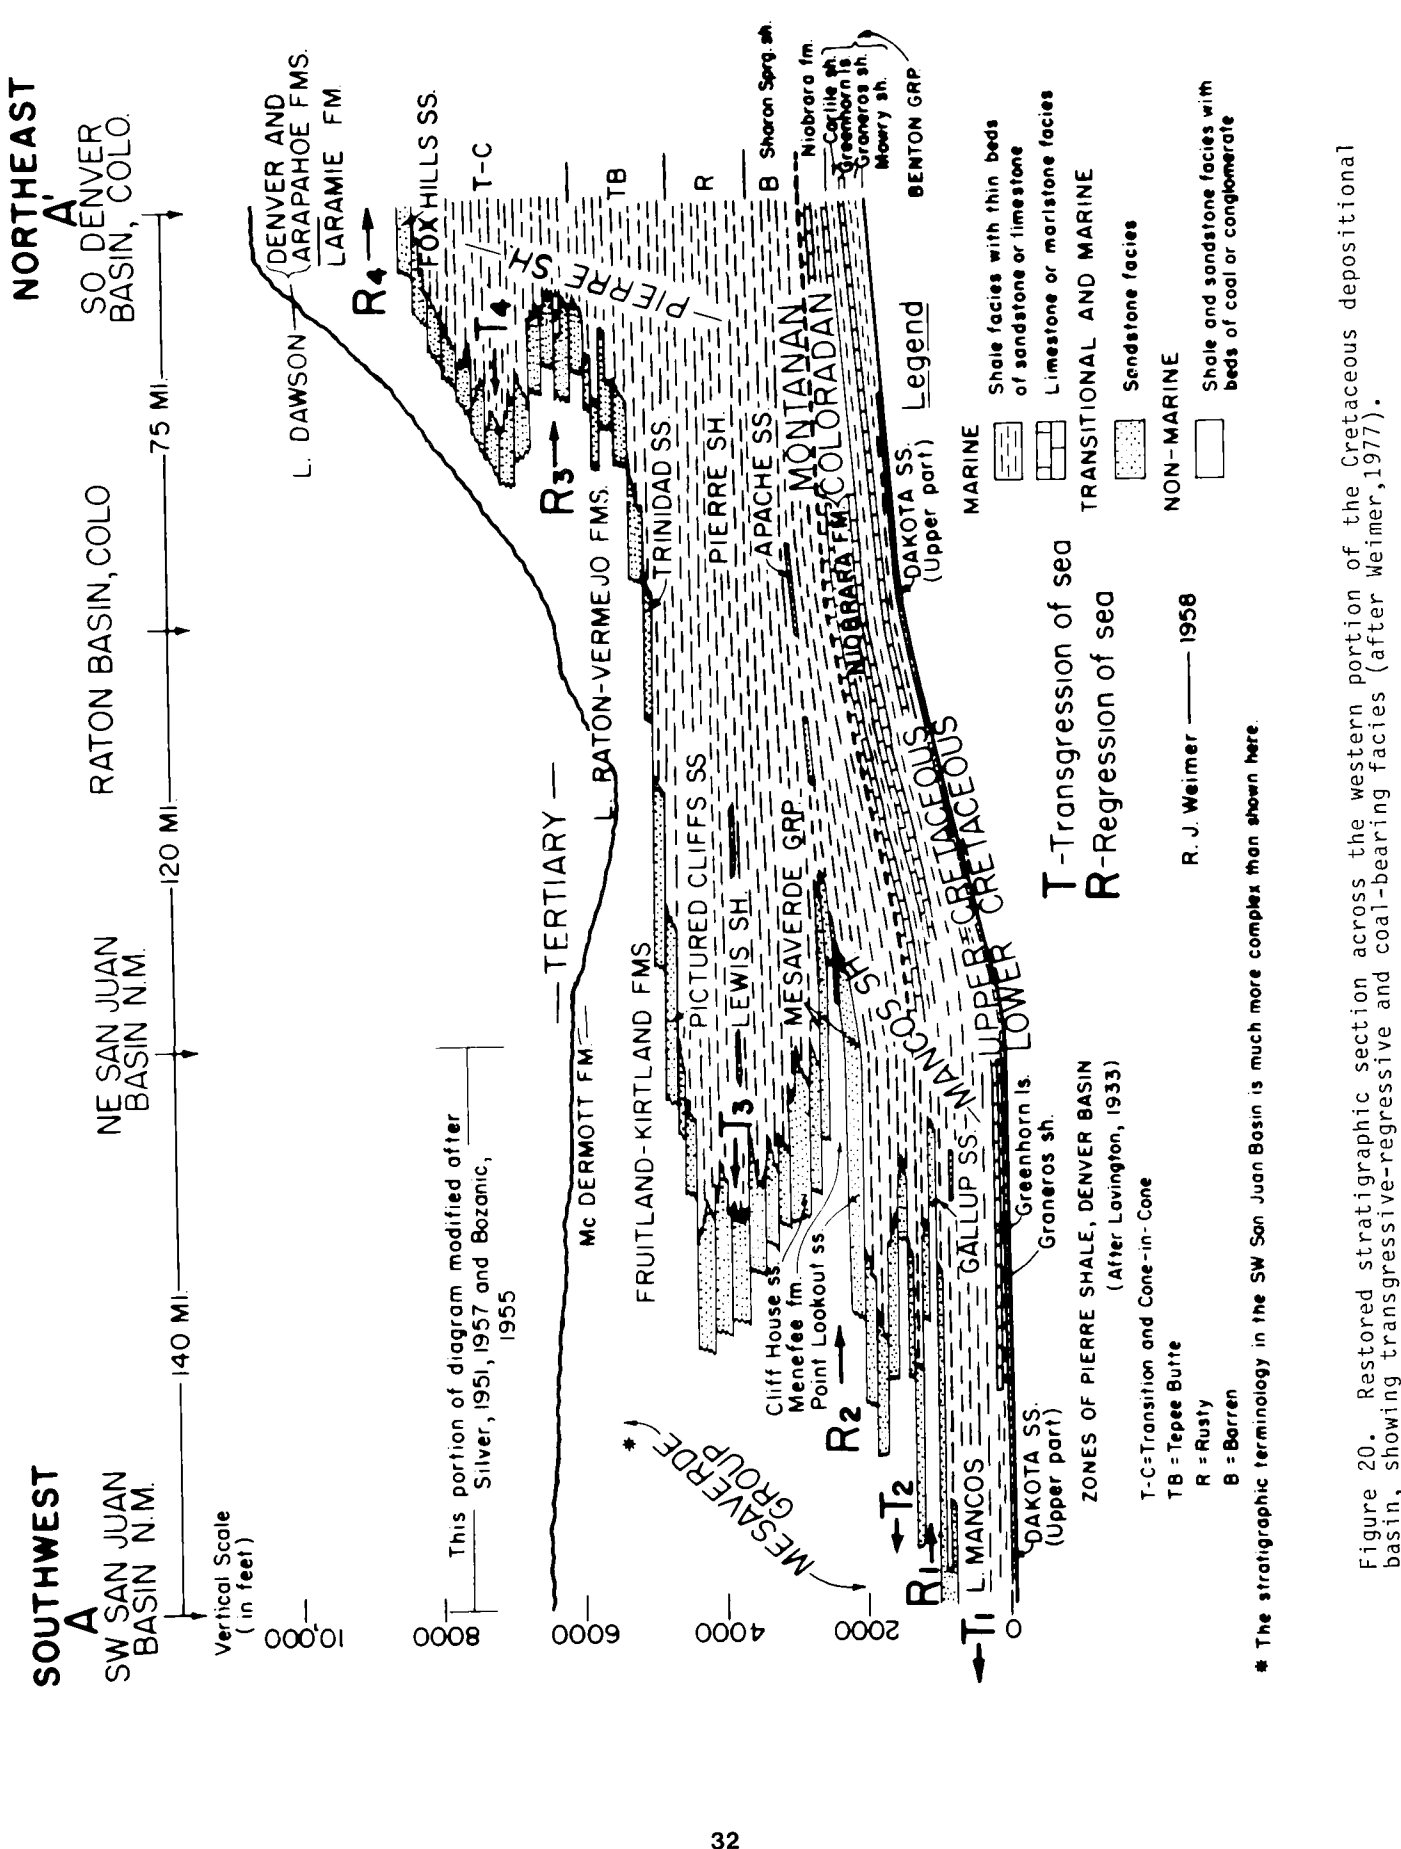 SOUTHWEST
A
SW SAN JUAN
BASIN N.M.
NE SAN JUAN
BASIN N.M.
RATON BASIN, COLO
NORTHEAST
A'
SO DENVER
BASIN, COLO.
140 MI.
120 MI.
75 MI.
Vertical Scale
(in feet)
10,000
8000
6000
4000
2000
0
This portion of diagram modified after
Silver, 1951, 1957 and Bozanic,
1955
TERTIARY
L. DAWSON
DENVER AND
ARAPAHOE FMS.
LARAMIE FM.
FOX HILLS SS.
R4
T4
R3
T-C
TB
R
B
PIERRE SH.
Sharon Sprg. sh.
Niobrara fm.
Carlile sh.
Greenhorn ls.
Graneros sh.
Mowry sh.
BENTON GRP.
Mc DERMOTT FM
L. RATON-VERMEJO FMS.
FRUITLAND-KIRTLAND FMS
TRINIDAD SS.
PICTURED CLIFFS SS
PIERRE SH.
LEWIS SH.
APACHE SS.
T3
MESAVERDE GRP.
MONTANAN
COLORADAN
NIOBRARA FM.
Cliff House ss.
Menefee fm.
Point Lookout ss.
* MESAVERDE
GROUP
R2
T2
R1
T1
MANCOS SH.
GALLUP SS.
L. MANCOS
UPPER CRETACEOUS
LOWER CRETACEOUS
DAKOTA SS.
(Upper part)
Greenhorn ls.
Graneros sh.
DAKOTA SS.
(Upper part)
ZONES OF PIERRE SHALE, DENVER BASIN
(After Lavington, 1933)
T-C=Transition and Cone-in-Cone
TB=Tepee Butte
R=Rusty
B=Barren
T-Transgression of sea
R-Regression of sea
R. J. Weimer 1958
Legend
MARINE
Shale facies with thin beds
of sandstone or limestone
Limestone or marlstone facies
TRANSITIONAL AND MARINE
Sandstone facies
NON-MARINE
Shale and sandstone facies with
beds of coal or conglomerate
* The stratigraphic terminology in the SW San Juan Basin is much more complex than shown here.
Figure 20. Restored stratigraphic section across the western portion of the Cretaceous depositional
basin, showing transgressive-regressive and coal-bearing facies (after Weimer,1977).
32